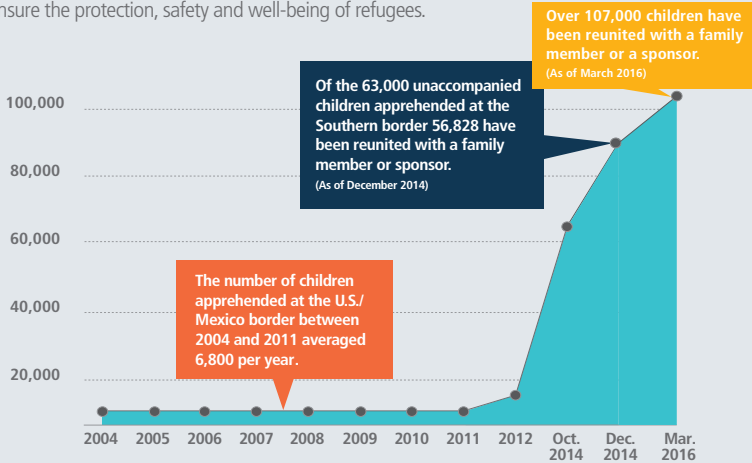 nsure the protection, safety and well-being of refugees.
Over 107,000 children have
been reunited with a family
member or a sponsor.
(As of March 2016)
Of the 63,000 unaccompanied
children apprehended at the
Southern border 56,828 have
been reunited with a family
member or sponsor.
(As of December 2014)
The number of children
apprehended at the U.S./
Mexico border between
2004 and 2011 averaged
6,800 per year.
100,000
80,000
60,000
40,000
20,000
2004 2005 2006 2007 2008 2009 2010 2011 2012 Oct. Dec. Mar.
2014 2014 2016